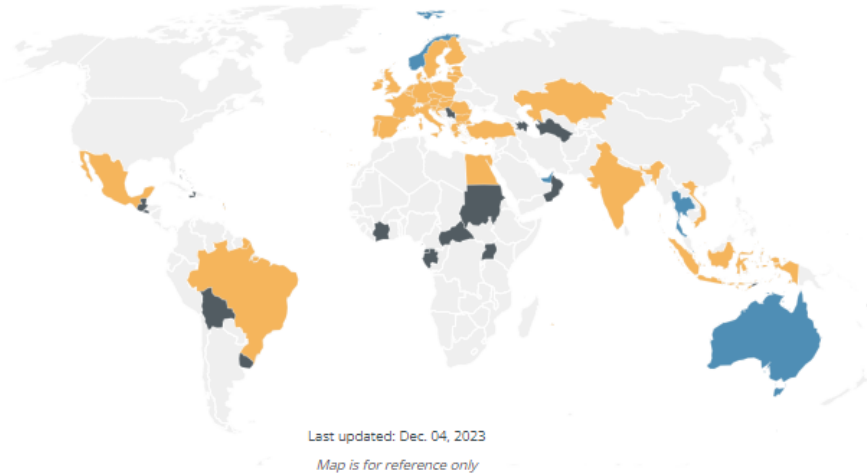 Last updated: Dec. 04, 2023
Map is for reference only